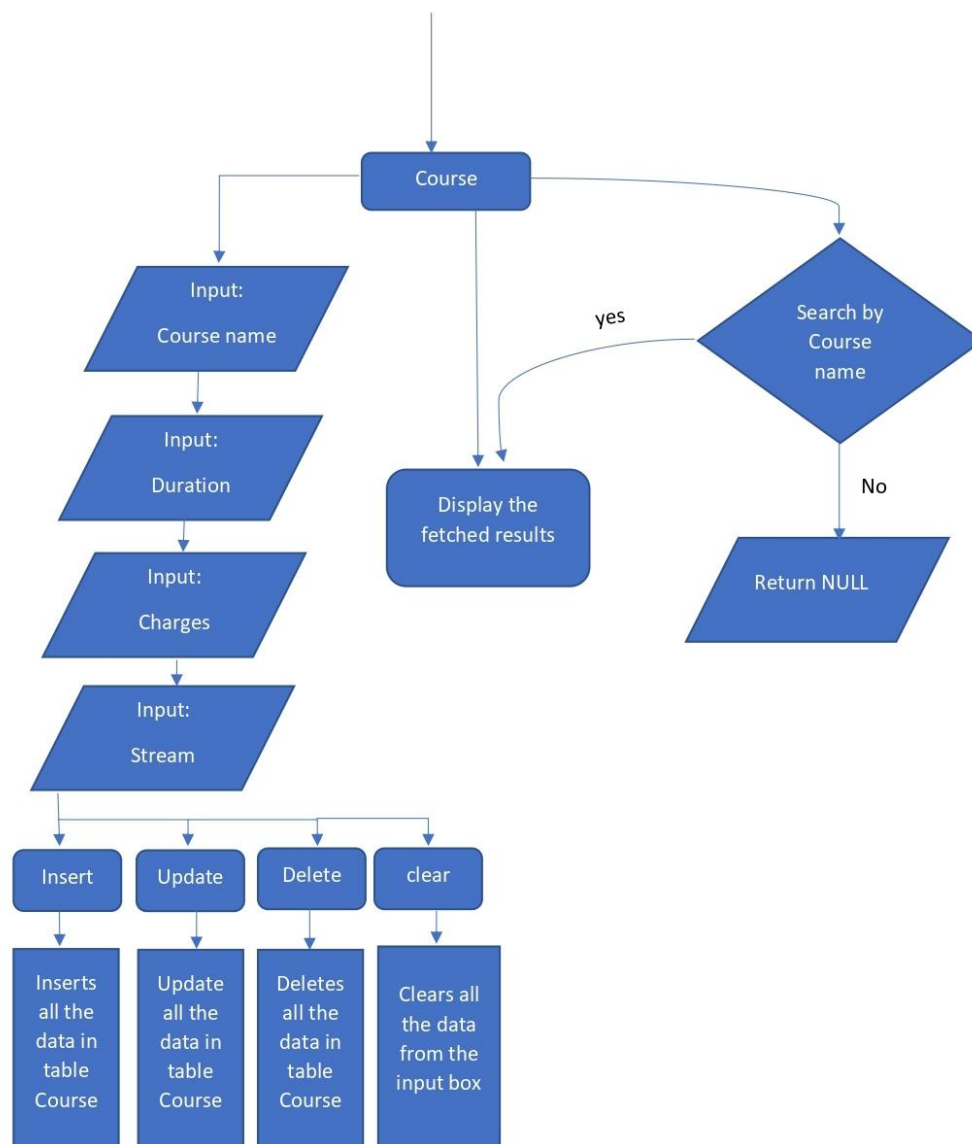 Course
Input:
Course name
yes
Search by
Course
name
Input:
Duration
Display the
fetched results
No
Input:
Charges
Return NULL
Input:
Stream
Insert
Update
Delete
clear
Inserts
all the
data in
table
Course
Update
all the
data in
table
Course
Deletes
all the
data in
table
Course
Clears all
the data
from the
input box